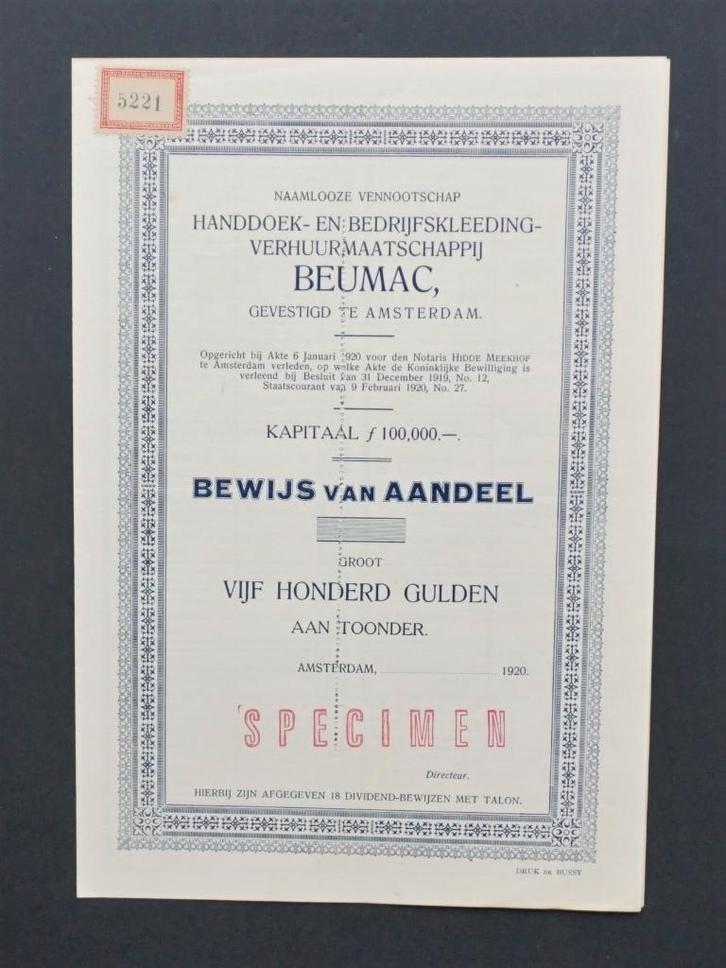 5221
NAAMLOOZE VENNOOTSCHAP
HANDDOEK- EN BEDRIJFSKLEEDING-
VERHUURMAATSCHAPPIJ
BEUMAC,
GEVESTIGD TE AMSTERDAM.
Opgericht bij Akte 6 Januari 1920 voor den Notaris HIDDE MEEKHOF
te Amsterdam verleden, op welke Akte de Koninklijke Bewilliging is
verleend bij Besluit van 31 December 1919, No. 12,
Staatscourant van 9 Februari 1920, No. 27.
KAPITAAL ƒ 100,000.—.
BEWIJS VAN AANDEEL
GROOT
VIJF HONDERD GULDEN
AAN TOONDER.
AMSTERDAM, 1920.
SPECIMEN
Directeur.
HIERBIJ ZIJN AFGEGEVEN 18 DIVIDEND-BEWIJZEN MET TALON.
DRUK DE BUSSY